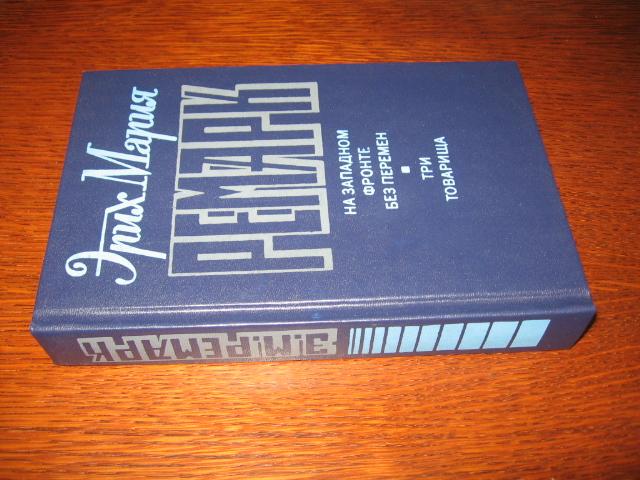 Эрих Мария
РЕМАРК
НА ЗАПАДНОМ
ФРОНТЕ
БЕЗ ПЕРЕМЕН
ТРИ
ТОВАРИЩА
Э.М.РЕМАРК